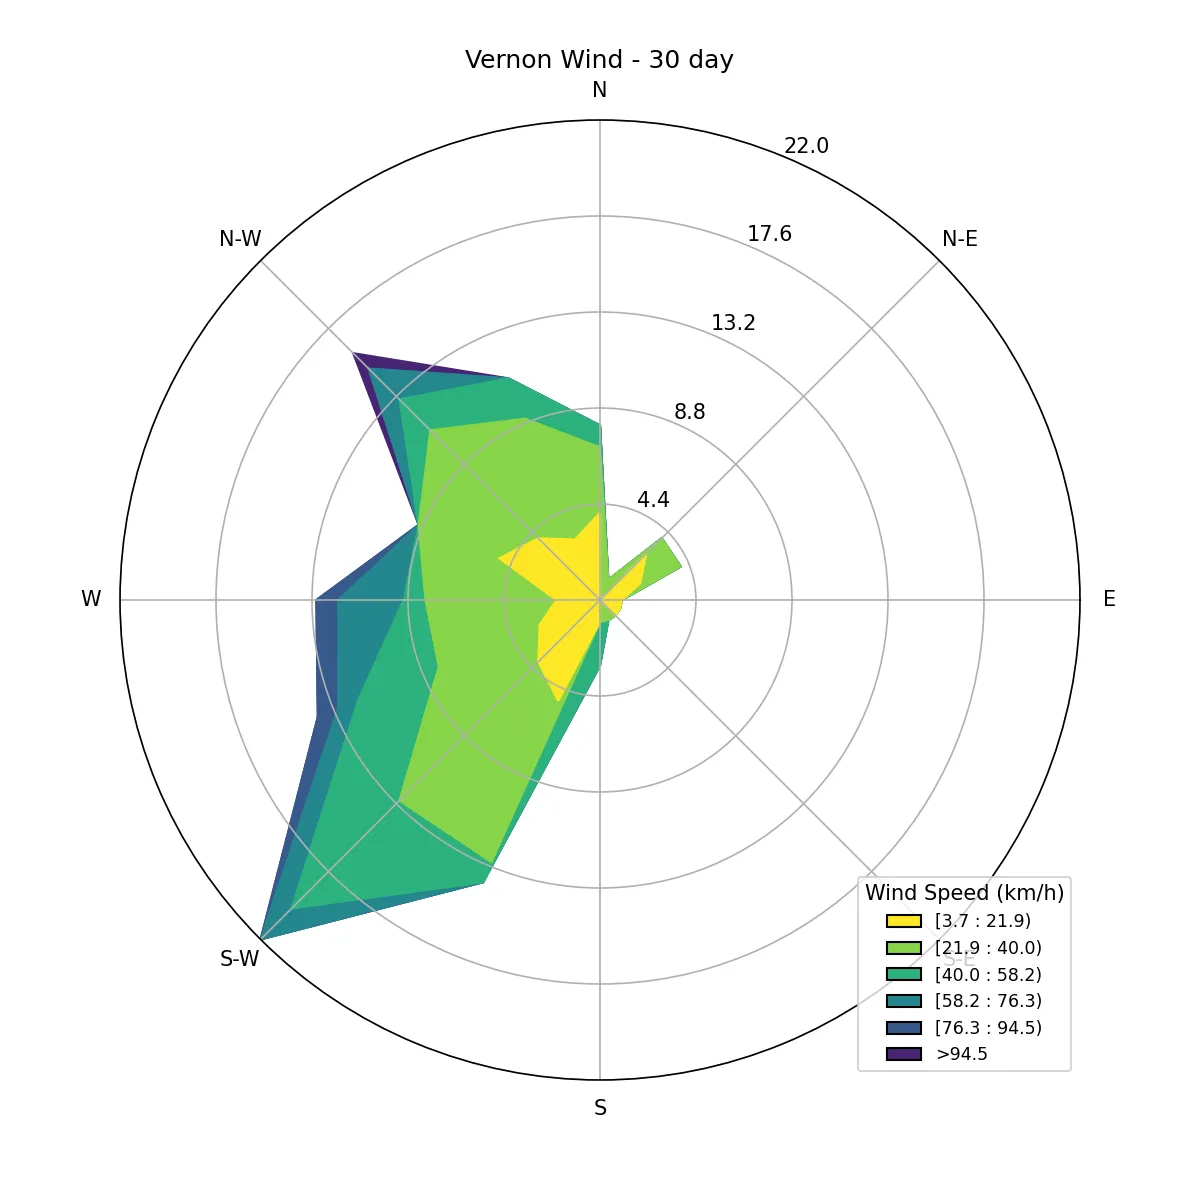 Vernon Wind - 30 day
N
22.0
17.6
N-W
N-E
13.2
8.8
4.4
W
E
S-W
S-E
Wind Speed (km/h)
[3.7 : 21.9)
[21.9 : 40.0)
[40.0 : 58.2)
[58.2 : 76.3)
[76.3 : 94.5)
>94.5
S